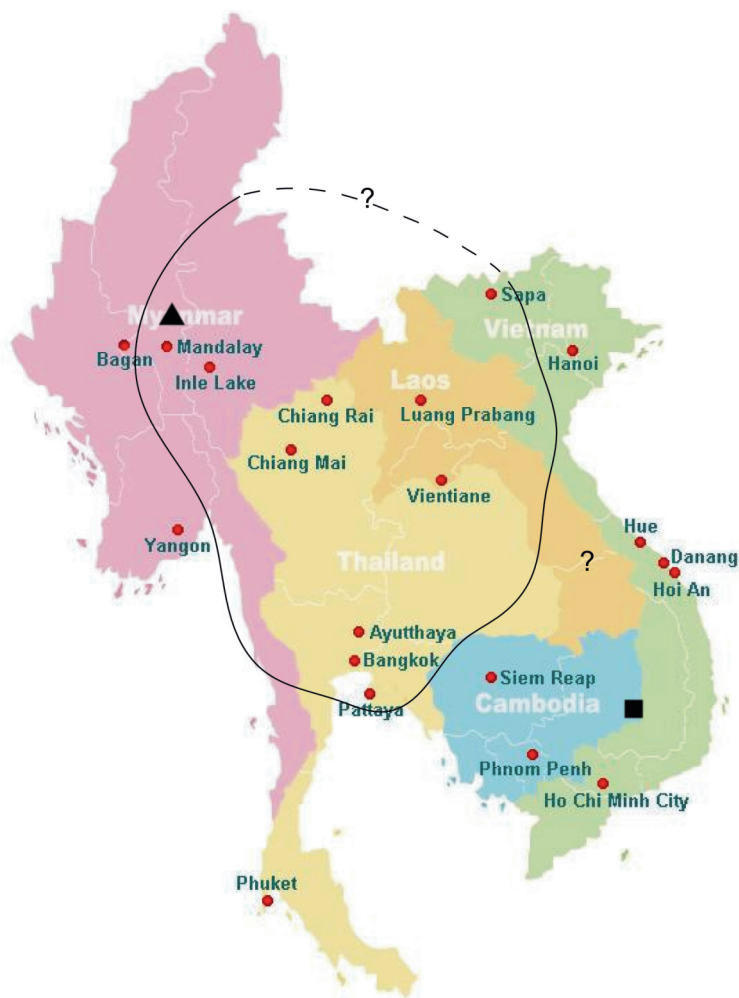 ?
Sapa
Myanmar
Vietnam
Bagan
Mandalay
Hanoi
Inle Lake
Laos
Chiang Rai
Luang Prabang
Chiang Mai
Vientiane
Yangon
Hue
Thailand
?
Danang
Hoi An
Ayutthaya
Bangkok
Siem Reap
Pattaya
Cambodia
Phnom Penh
Ho Chi Minh City
Phuket